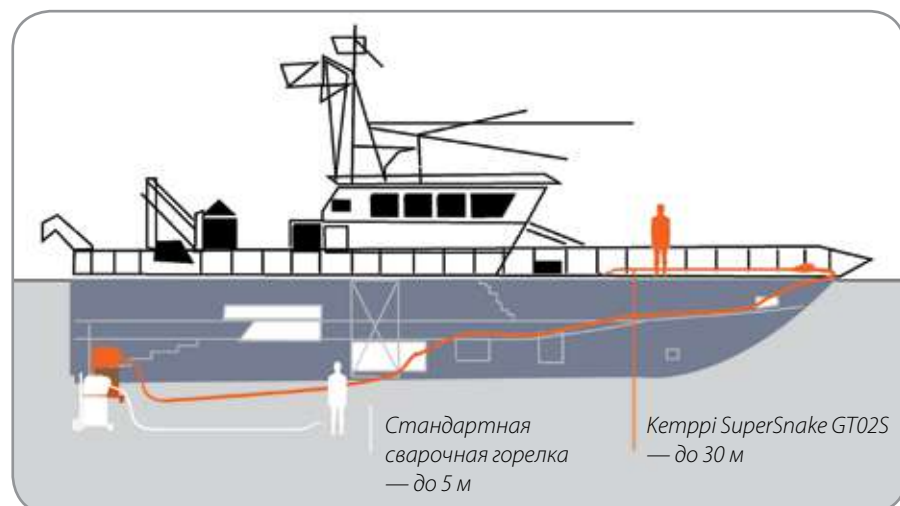 Стандартная
сварочная горелка
— до 5 м
Kemppi SuperSnake GT02S
— до 30 м